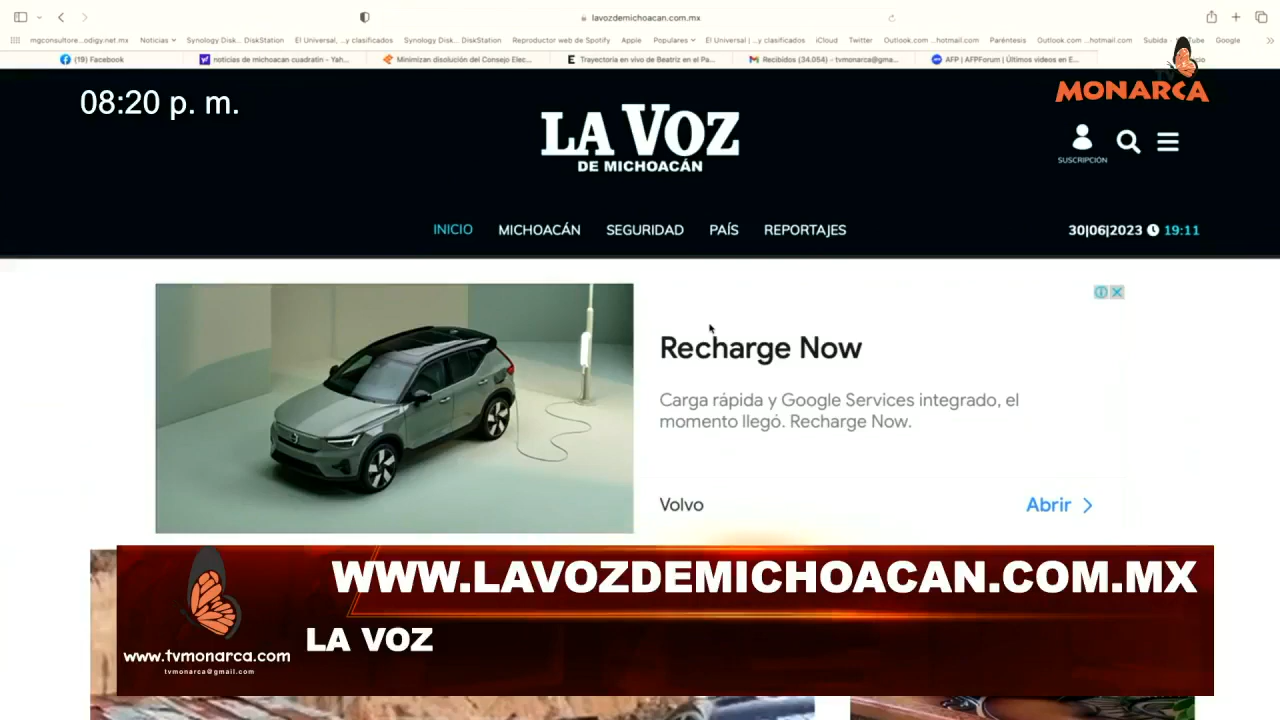 lavozdemichoacan.com.mx
mgconsultore...odigy.net.mx Noticias Synology Disk... DiskStation El Universal, ...y clasificados Synology Disk... DiskStation Reproductor web de Spotify Apple Populares El Universal | ...y clasificados iCloud Twitter Outlook.com ...hotmail.com Paréntesis Outlook.com ...hotmail.com Subida - YouTube Google
(19) Facebook noticias de michoacan cuadratin - Yah... Minimizan disolución del Consejo Elec... Trayectoria en vivo de Beatriz en el Pa... Recibidos (34.054) - tvmonarca@gma... AFP | AFPForum | Últimos videos en E...
08:20 p. m.
TV
MONARCA
LA VOZ
DE MICHOACÁN
SUSCRIPCIÓN
INICIO MICHOACÁN SEGURIDAD PAÍS REPORTAJES 30|06|2023 19:11
Recharge Now
Carga rápida y Google Services integrado, el
momento llegó. Recharge Now.
Volvo Abrir
WWW.LAVOZDEMICHOACAN.COM.MX
LA VOZ
www.tvmonarca.com
tvmonarca@gmail.com